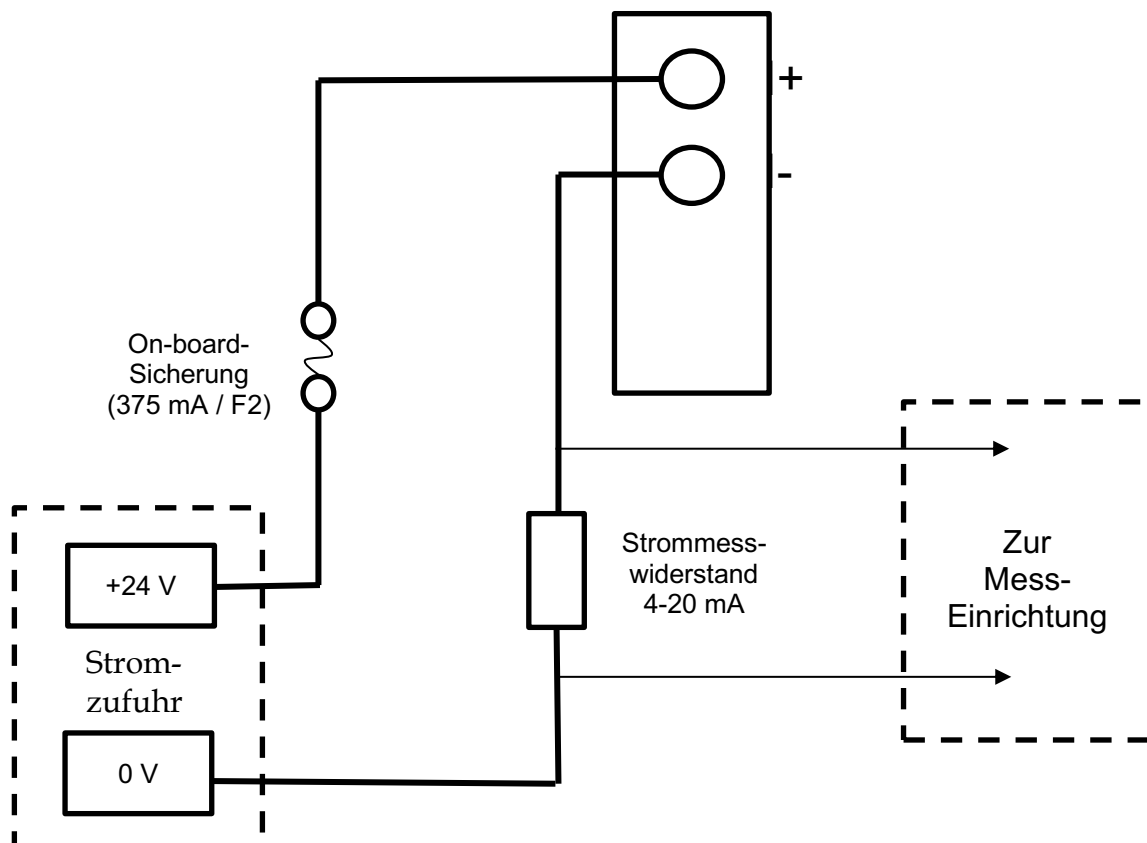 +
-
On-board-
Sicherung
(375 mA / F2)
+24 V
Strom-
zufuhr
0 V
Strommess-
widerstand
4-20 mA
Zur
Mess-
Einrichtung